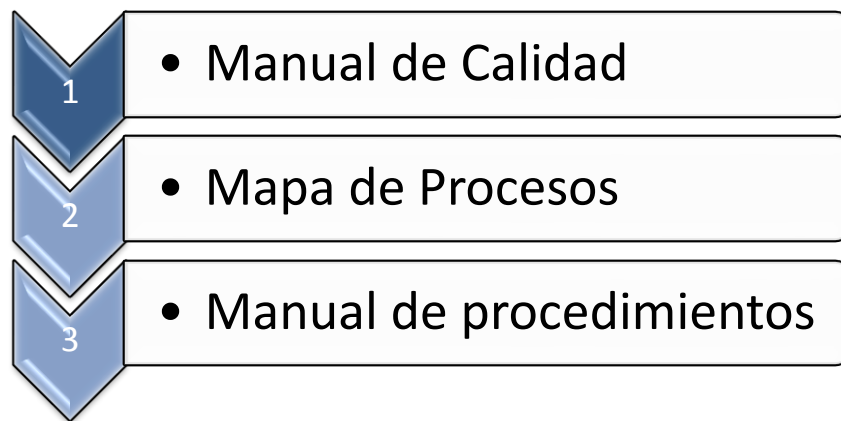 1
• Manual de Calidad
2
• Mapa de Procesos
3
• Manual de procedimientos